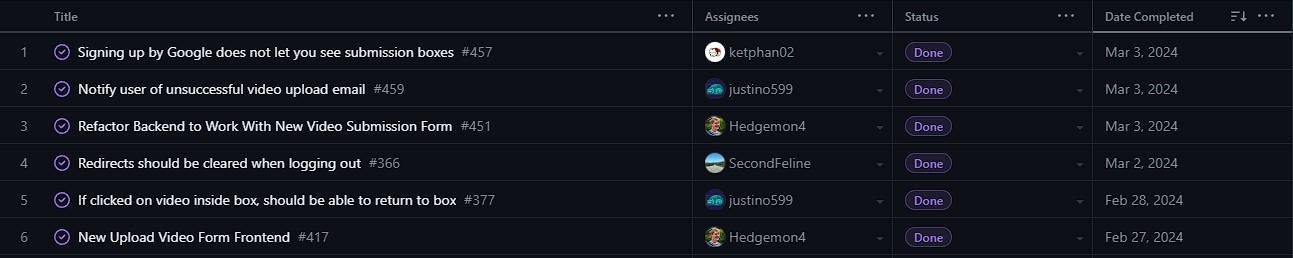 Title ... Assignees ... Status ... Date Completed ...
1 Signing up by Google does not let you see submission boxes #457 ketphan02 Done Mar 3, 2024
2 Notify user of unsuccessful video upload email #459 justino599 Done Mar 3, 2024
3 Refactor Backend to Work With New Video Submission Form #451 Hedgemon4 Done Mar 3, 2024
4 Redirects should be cleared when logging out #366 SecondFeline Done Mar 2, 2024
5 If clicked on video inside box, should be able to return to box #377 justino599 Done Feb 28, 2024
6 New Upload Video Form Frontend #417 Hedgemon4 Done Feb 27, 2024